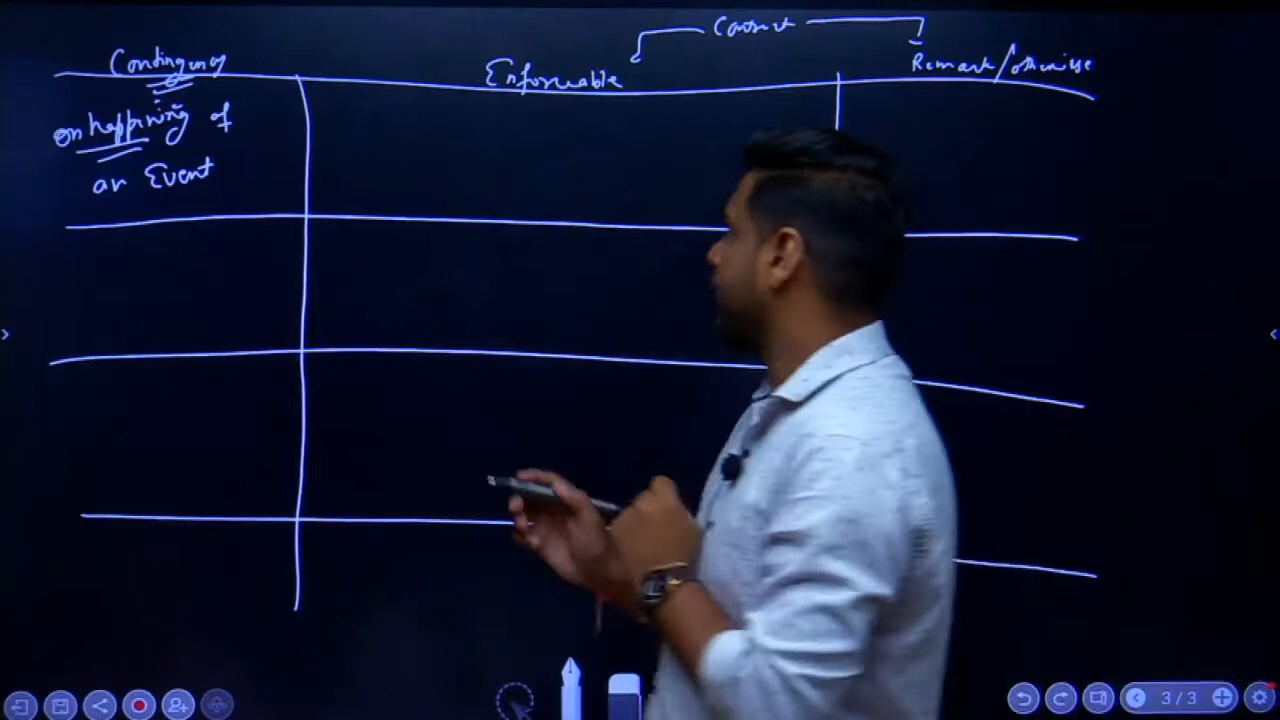 Contract
Contingency
Enforceable
Remark/otherwise
on happening of
an Event
3/3